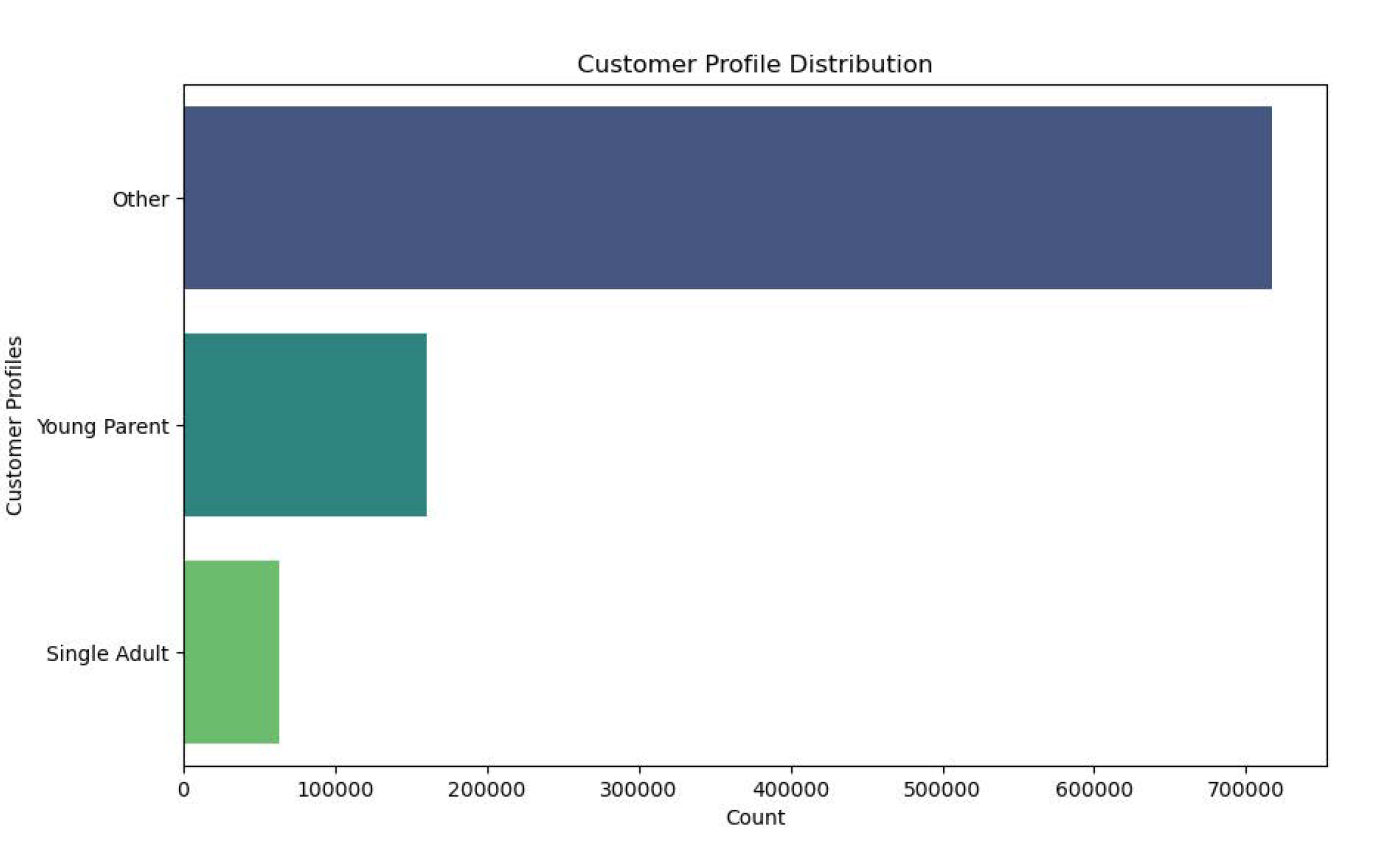 Customer Profile Distribution
Customer Profiles
Other
Young Parent
Single Adult
0 100000 200000 300000 400000 500000 600000 700000
Count